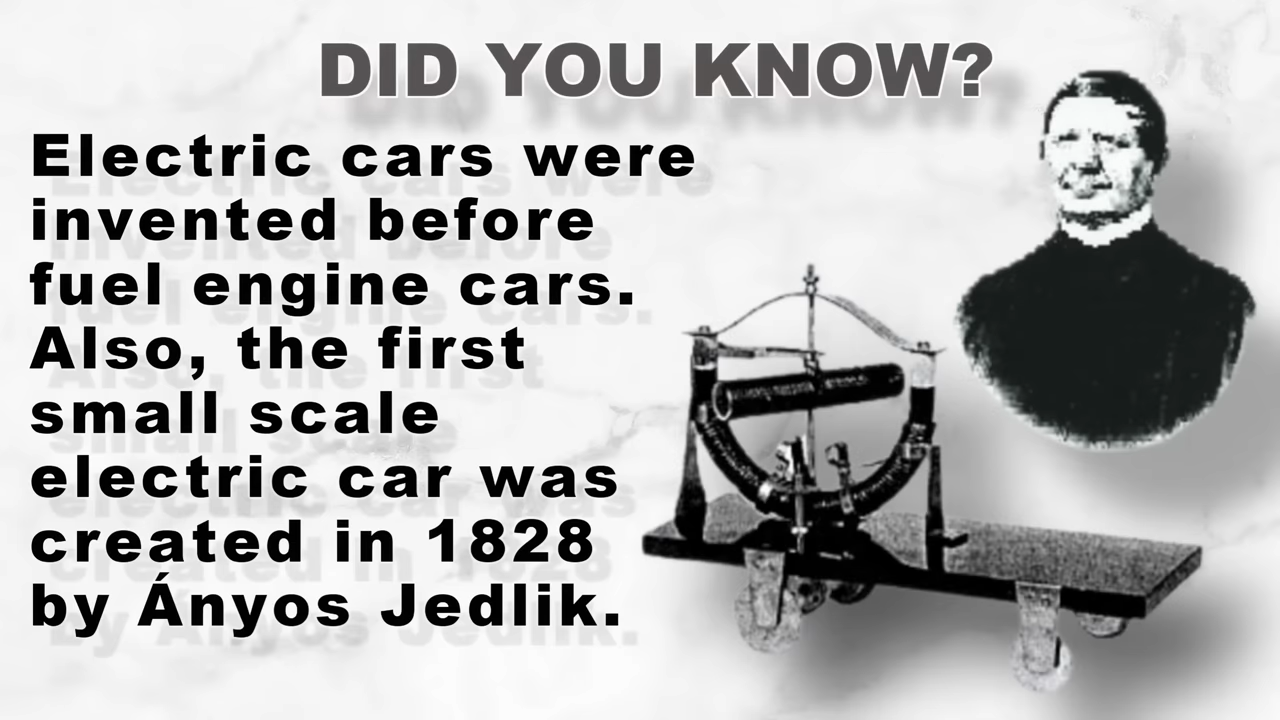 DID YOU KNOW?
Electric cars were
invented before
fuel engine cars.
Also, the first
small scale
electric car was
created in 1828
by Ányos Jedlik.